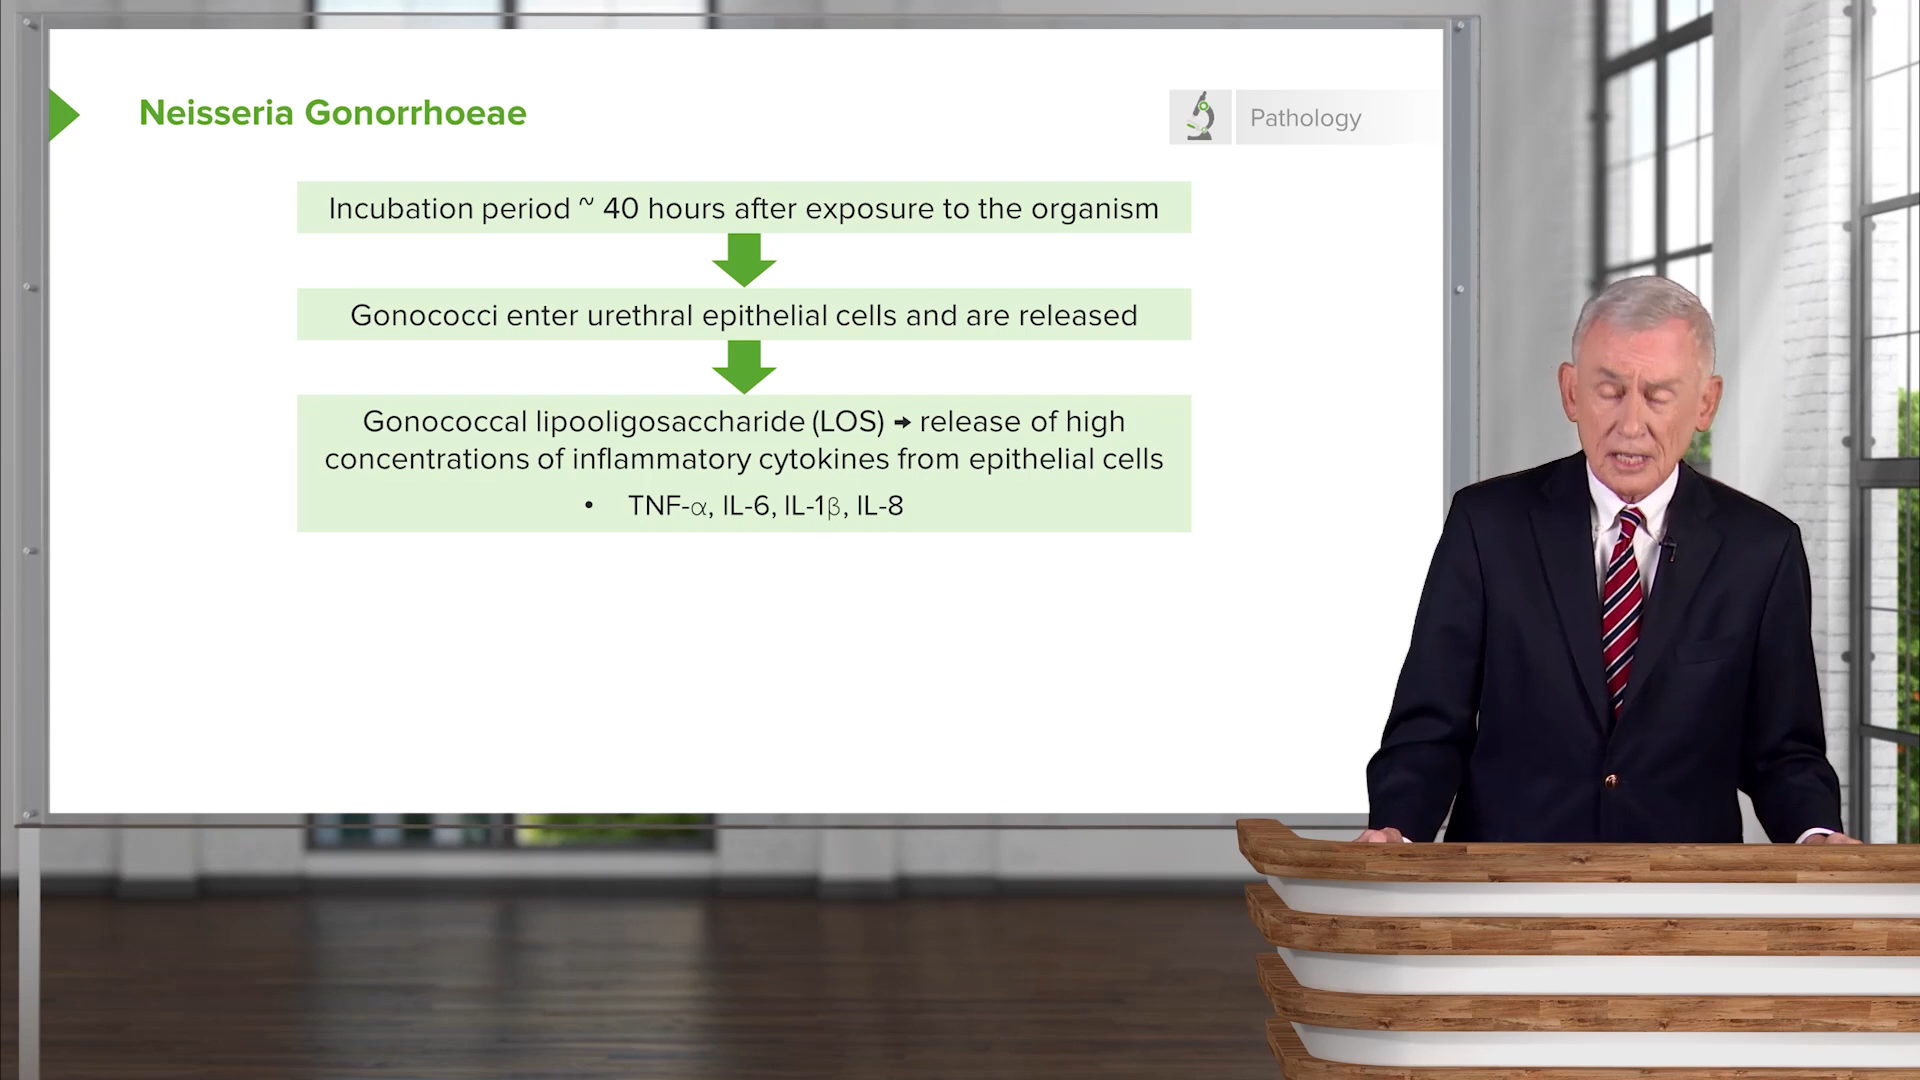 Neisseria Gonorrhoeae
Pathology
Incubation period ~ 40 hours after exposure to the organism
Gonococci enter urethral epithelial cells and are released
Gonococcal lipooligosaccharide (LOS) → release of high
concentrations of inflammatory cytokines from epithelial cells
• TNF-α, IL-6, IL-1β, IL-8